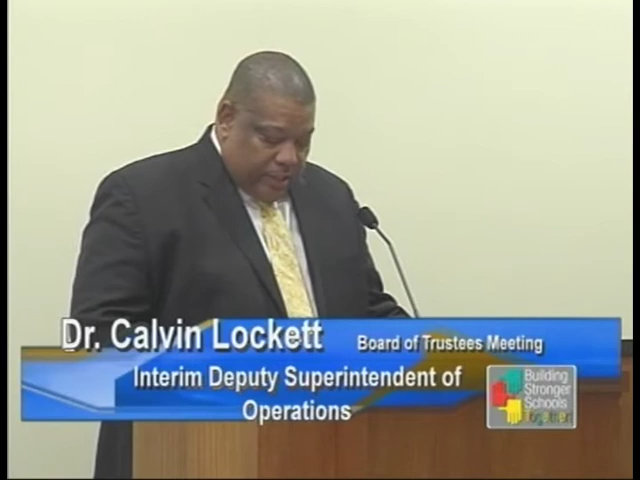 Dr. Calvin Lockett
Board of Trustees Meeting
Interim Deputy Superintendent of
Operations
Building
Stronger
Schools
Together